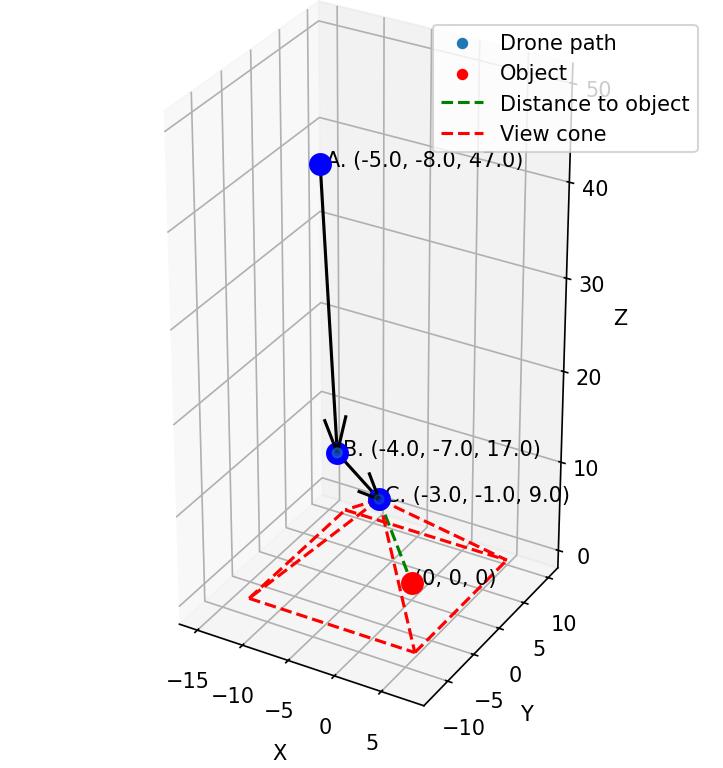 Drone path
Object
Distance to object
View cone
50
A. (-5.0, -8.0, 47.0)
40
30
Z
20
B. (-4.0, -7.0, 17.0)
10
C. (-3.0, -1.0, 9.0)
0
(0, 0, 0)
10
5
0
−5
−10
Y
−15
−10
−5
0
5
X